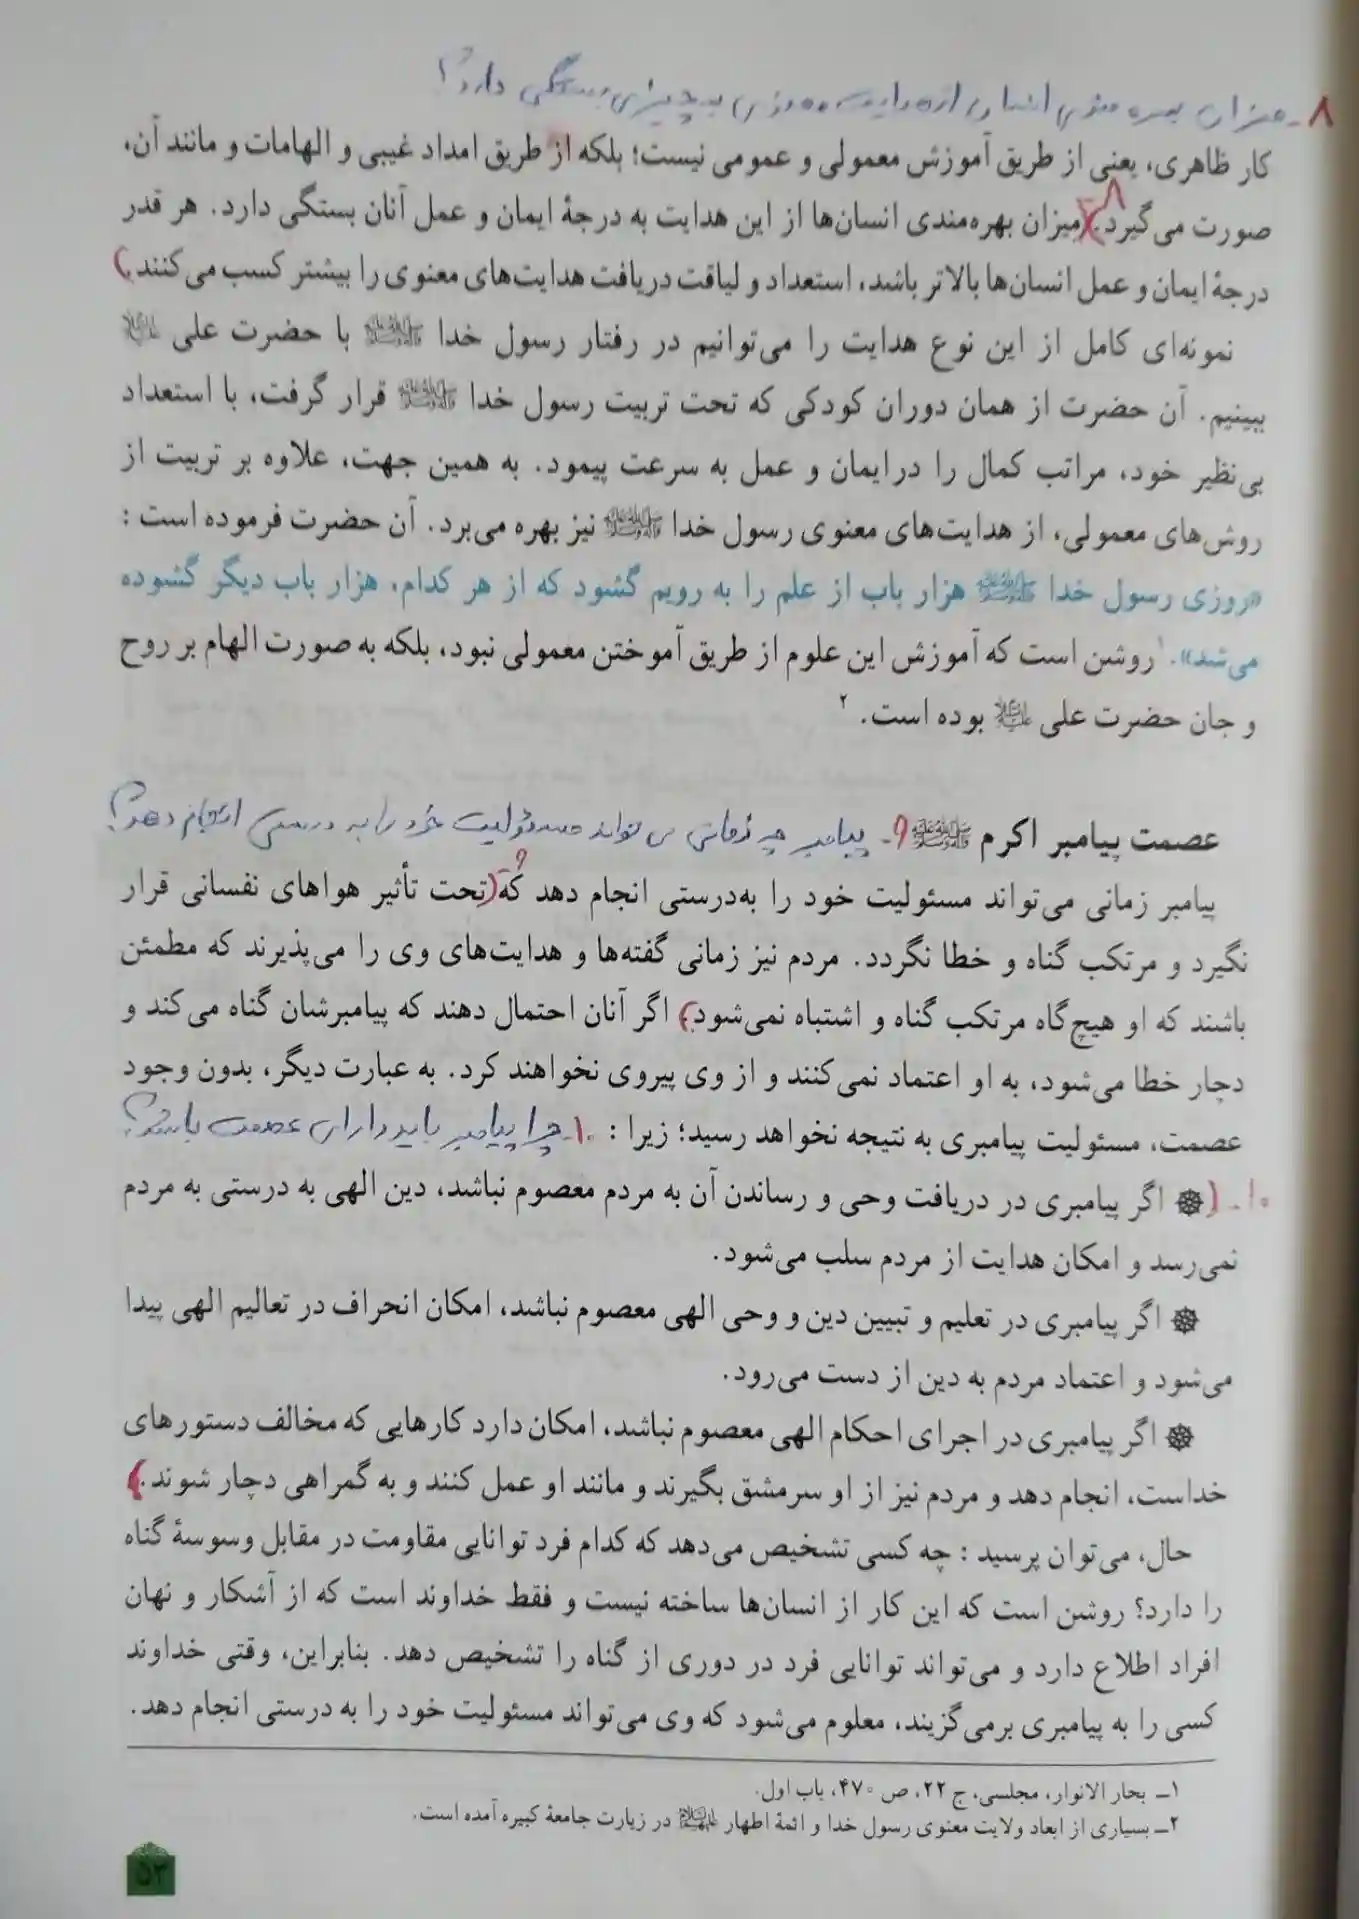 ۸- میزان بهره مندی انسان از هدایت معنوی به چیزی بستگی دارد؟
کار ظاهری، یعنی از طریق آموزش معمولی و عمومی نیست؛ بلکه از طریق امداد غیبی و الهامات و مانند آن،
۸
صورت می‌گیرد. (میزان بهره‌مندی انسان‌ها از این هدایت به درجهٔ ایمان و عمل آنان بستگی دارد. هر قدر
درجهٔ ایمان و عمل انسان‌ها بالاتر باشد، استعداد و لیاقت دریافت هدایت‌های معنوی را بیشتر کسب می‌کنند.)
نمونه‌ای کامل از این نوع هدایت را می‌توانیم در رفتار رسول خدا ﷺ با حضرت علی علیه السلام
ببینیم. آن حضرت از همان دوران کودکی که تحت تربیت رسول خدا ﷺ قرار گرفت، با استعداد
بی‌نظیر خود، مراتب کمال را در ایمان و عمل به سرعت پیمود. به همین جهت، علاوه بر تربیت از
روش‌های معمولی، از هدایت‌های معنوی رسول خدا ﷺ نیز بهره می‌برد. آن حضرت فرموده است :
«روزی رسول خدا ﷺ هزار باب از علم را به رویم گشود که از هر کدام، هزار باب دیگر گشوده
می‌شد».۱ روشن است که آموزش این علوم از طریق آموختن معمولی نبود، بلکه به صورت الهام بر روح
و جان حضرت علی علیه السلام بوده است.۲
عصمت پیامبر اکرم ﷺ ۹- پیامبر چه زمانی می تواند مسئولیت خود را به درستی انجام دهد؟
۹
پیامبر زمانی می‌تواند مسئولیت خود را به‌درستی انجام دهد که (تحت تأثیر هواهای نفسانی قرار
نگیرد و مرتکب گناه و خطا نگردد. مردم نیز زمانی گفته‌ها و هدایت‌های وی را می‌پذیرند که مطمئن
باشند که او هیچ‌گاه مرتکب گناه و اشتباه نمی‌شود.) اگر آنان احتمال دهند که پیامبرشان گناه می‌کند و
دچار خطا می‌شود، به او اعتماد نمی‌کنند و از وی پیروی نخواهند کرد. به عبارت دیگر، بدون وجود
عصمت، مسئولیت پیامبری به نتیجه نخواهد رسید؛ زیرا : ۱۰- چرا پیامبر باید دارای عصمت باشد؟
۱۰- ( اگر پیامبری در دریافت وحی و رساندن آن به مردم معصوم نباشد، دین الهی به درستی به مردم
نمی‌رسد و امکان هدایت از مردم سلب می‌شود.
اگر پیامبری در تعلیم و تبیین دین و وحی الهی معصوم نباشد، امکان انحراف در تعالیم الهی پیدا
می‌شود و اعتماد مردم به دین از دست می‌رود.
اگر پیامبری در اجرای احکام الهی معصوم نباشد، امکان دارد کارهایی که مخالف دستورهای
خداست، انجام دهد و مردم نیز از او سرمشق بگیرند و مانند او عمل کنند و به گمراهی دچار شوند.)
حال، می‌توان پرسید : چه کسی تشخیص می‌دهد که کدام فرد توانایی مقاومت در مقابل وسوسهٔ گناه
را دارد؟ روشن است که این کار از انسان‌ها ساخته نیست و فقط خداوند است که از آشکار و نهان
افراد اطلاع دارد و می‌تواند توانایی فرد در دوری از گناه را تشخیص دهد. بنابراین، وقتی خداوند
کسی را به پیامبری برمی‌گزیند، معلوم می‌شود که وی می‌تواند مسئولیت خود را به درستی انجام دهد.
۱ـ بحار الانوار، مجلسی، ج ۲۲، ص ۴۷۰، باب اول.
۲ـ بسیاری از ابعاد ولایت معنوی رسول خدا و ائمهٔ اطهار علیهم السلام در زیارت جامعهٔ کبیره آمده است.
۵۳